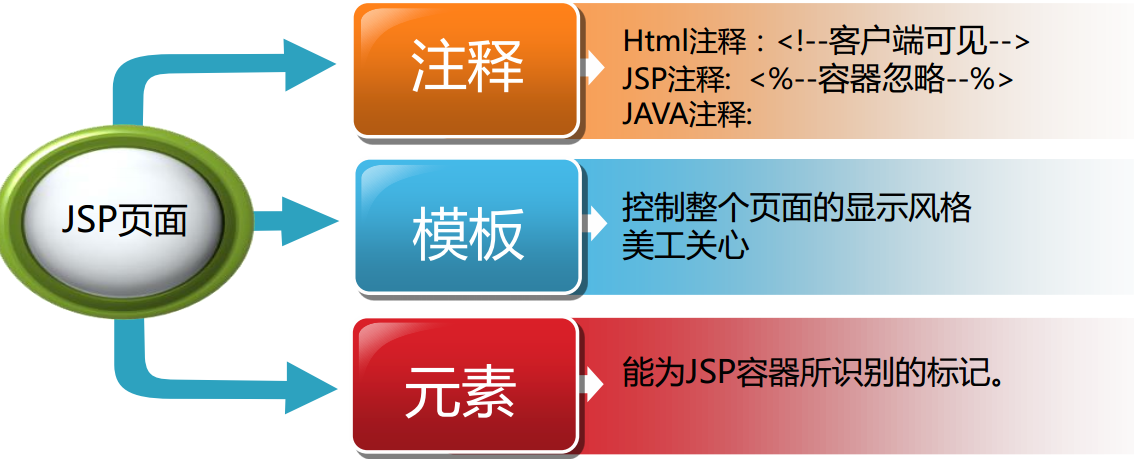 JSP页面
注释
Html注释：<!--客户端可见-->
JSP注释: <%--容器忽略--%>
JAVA注释:
模板
控制整个页面的显示风格
美工关心
元素
能为JSP容器所识别的标记。